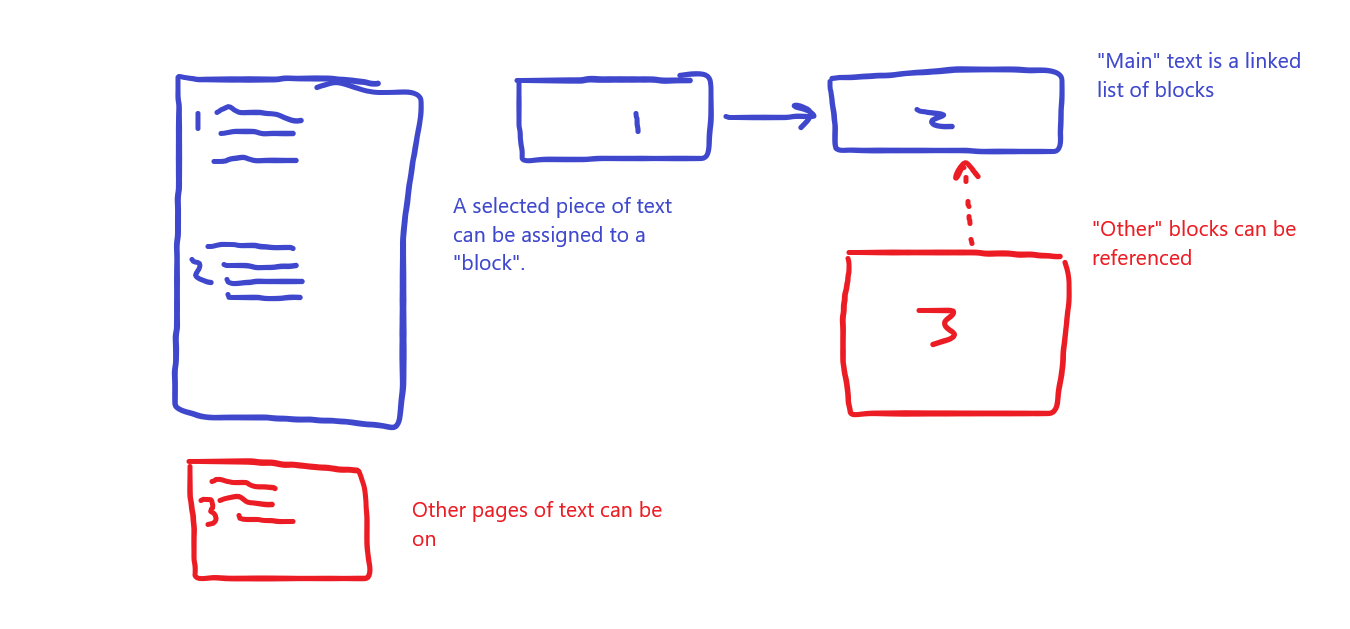 "Main" text is a linked
list of blocks
1
1
2
A selected piece of text
can be assigned to a
"block".
"Other" blocks can be
referenced
2
3
3
Other pages of text can be
on